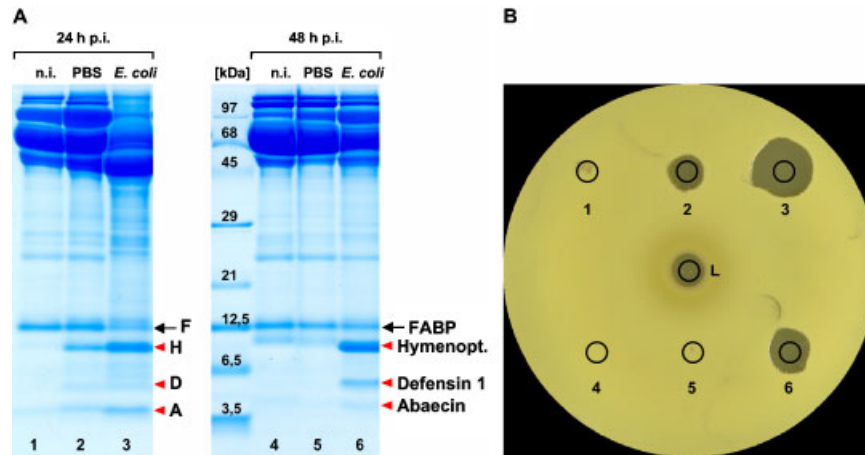 A
24 h p.i.
n.i. PBS E. coli
F
H
D
A
1 2 3
48 h p.i.
[kDa] n.i. PBS E. coli
97
68
45
29
21
12,5
6,5
3,5
FABP
Hymenopt.
Defensin 1
Abaecin
4 5 6
B
1 2 3
L
4 5 6